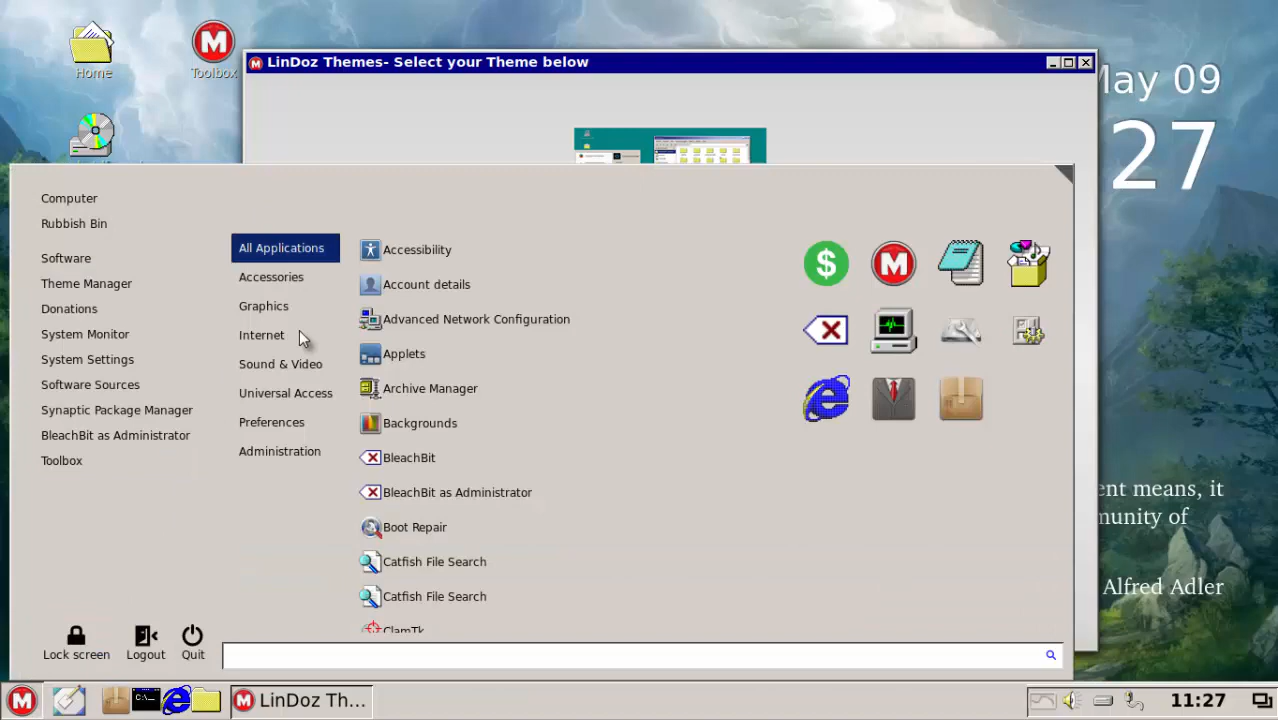 Home
Toolbox
LinDoz Themes- Select your Theme below
May 09
27
Computer
Rubbish Bin
Software
Theme Manager
Donations
System Monitor
System Settings
Software Sources
Synaptic Package Manager
BleachBit as Administrator
Toolbox
All Applications
Accessories
Graphics
Internet
Sound & Video
Universal Access
Preferences
Administration
Accessibility
Account details
Advanced Network Configuration
Applets
Archive Manager
Backgrounds
BleachBit
BleachBit as Administrator
Boot Repair
Catfish File Search
Catfish File Search
ClamTk
ent means, it
munity of
Alfred Adler
Lock screen
Logout
Quit
LinDoz Th...
11:27